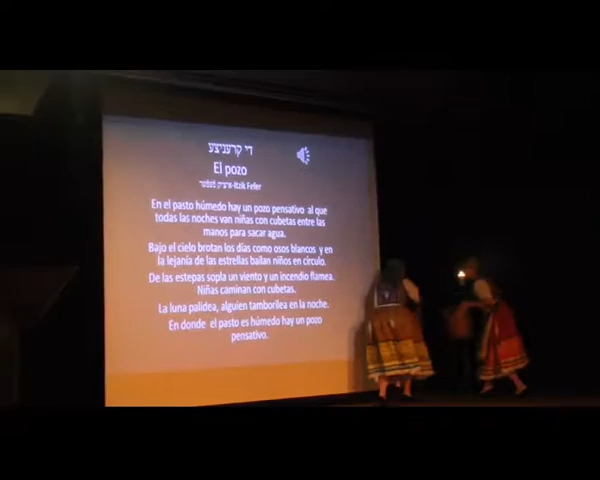 די קרעניצע
El pozo
איציק פֿעפֿער-Itzik Fefer
En el pasto húmedo hay un pozo pensativo al que
todas las noches van niñas con cubetas entre las
manos para sacar agua.
Bajo el cielo brotan los días como osos blancos y en
la lejanía de las estrellas bailan niños en círculo.
De las estepas sopla un viento y un incendio flamea.
Niñas caminan con cubetas.
La luna palidea, alguien tamborilea en la noche.
En donde el pasto es húmedo hay un pozo
pensativo.